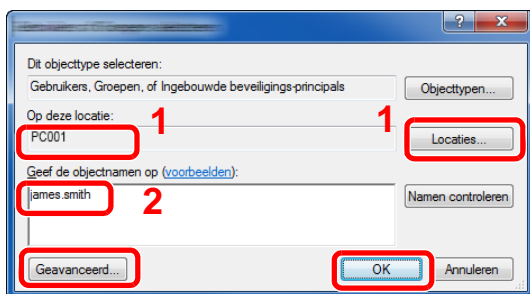 Dit objecttype selecteren:
Gebruikers, Groepen, of Ingebouwde beveiligings-principals
Objecttypen...
Op deze locatie:
1
1
PC001
Locaties...
Geef de objectnamen op (voorbeelden):
james.smith
2
Namen controleren
Geavanceerd...
OK
Annuleren